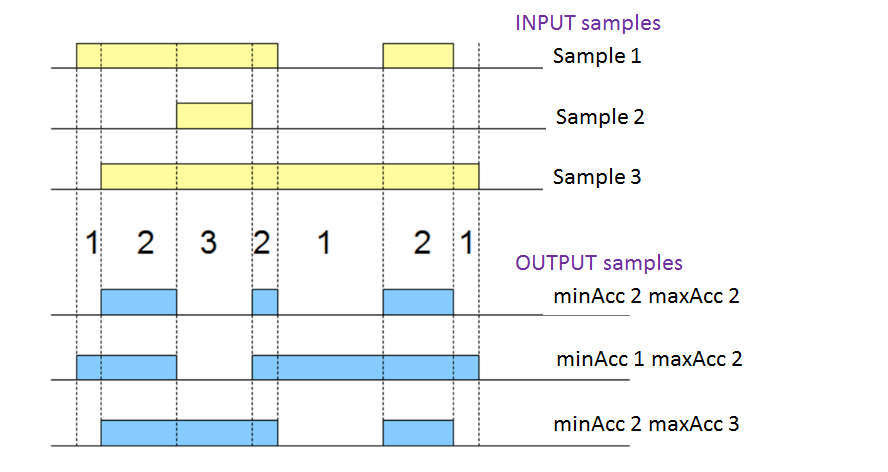 INPUT samples
Sample 1
Sample 2
Sample 3
1 2 3 2 1 2 1
OUTPUT samples
minAcc 2 maxAcc 2
minAcc 1 maxAcc 2
minAcc 2 maxAcc 3